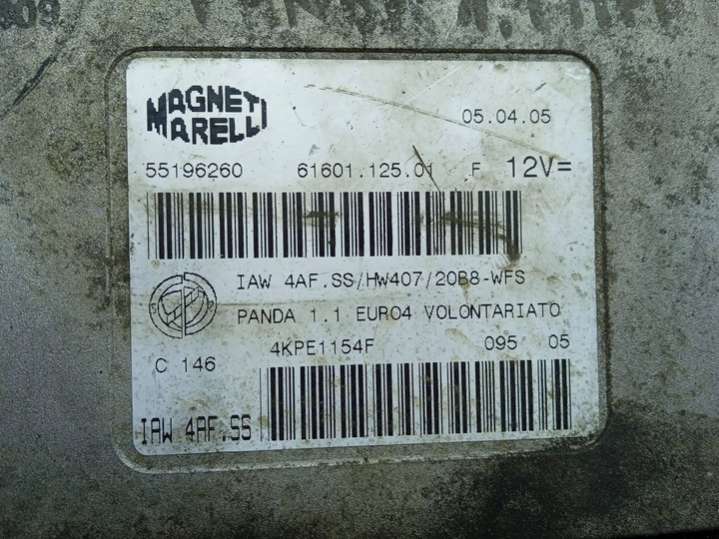 MAGNETI
MARELLI
05.04.05
55196260 61601.125.01 F 12V=
IAW 4AF.SS/HW407/20B8-WFS
PANDA 1.1 EURO4 VOLONTARIATO
C 146 4KPE1154F 095 05
IAW 4AF.SS